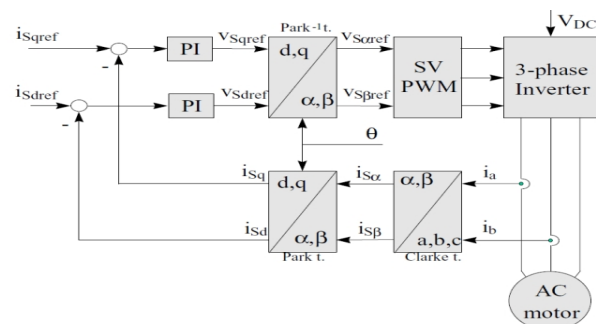 i_Sqref
PI
v_Sqref
Park⁻¹t.
d,q
α,β
v_Sαref
SV
PWM
V_DC
3-phase
Inverter
i_Sdref
PI
v_Sdref
v_Sβref
-
-
θ
i_Sq
d,q
α,β
i_Sα
α,β
a,b,c
i_a
i_Sd
i_Sβ
i_b
Park t.
Clarke t.
AC
motor